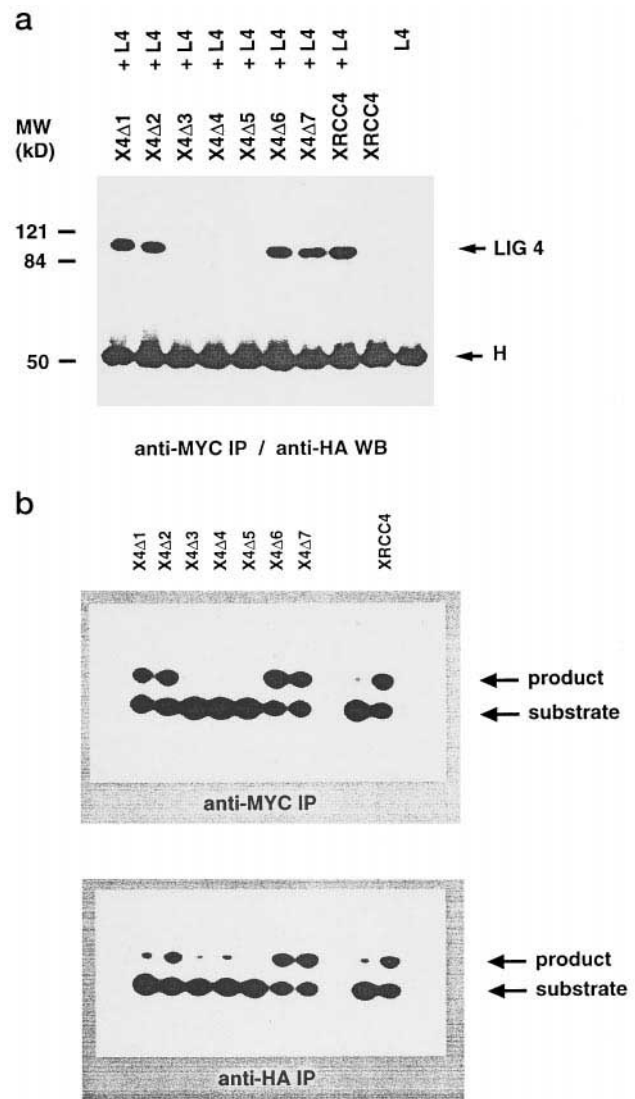 a
+ L4
+ L4
+ L4
+ L4
+ L4
+ L4
+ L4
+ L4
L4
X4Δ1
X4Δ2
X4Δ3
X4Δ4
X4Δ5
X4Δ6
X4Δ7
XRCC4
XRCC4
MW
(kD)
121
84
50
LIG 4
H
anti-MYC IP / anti-HA WB
b
X4Δ1
X4Δ2
X4Δ3
X4Δ4
X4Δ5
X4Δ6
X4Δ7
XRCC4
product
substrate
anti-MYC IP
product
substrate
anti-HA IP